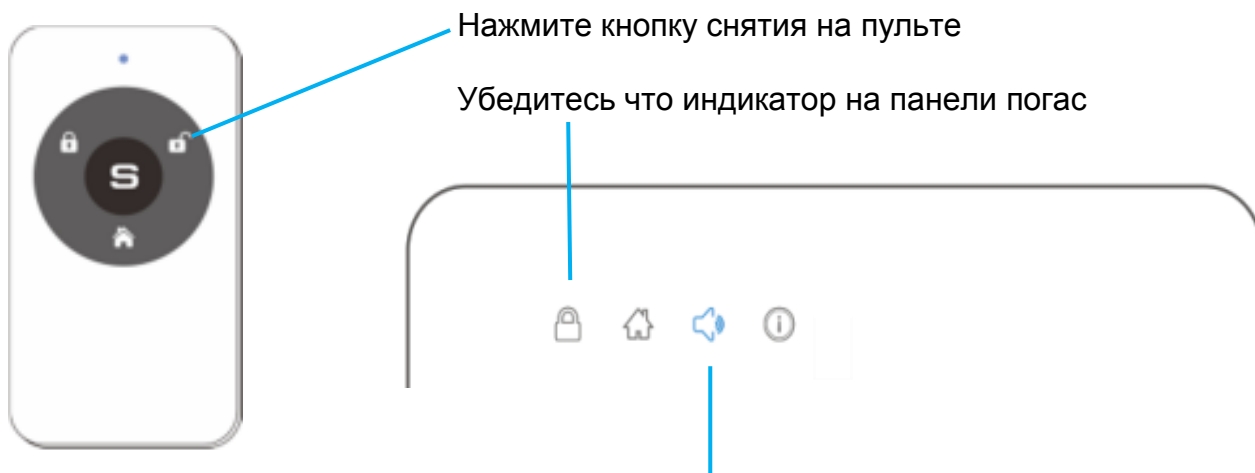 Нажмите кнопку снятия на пульте
Убедитесь что индикатор на панели погас
S